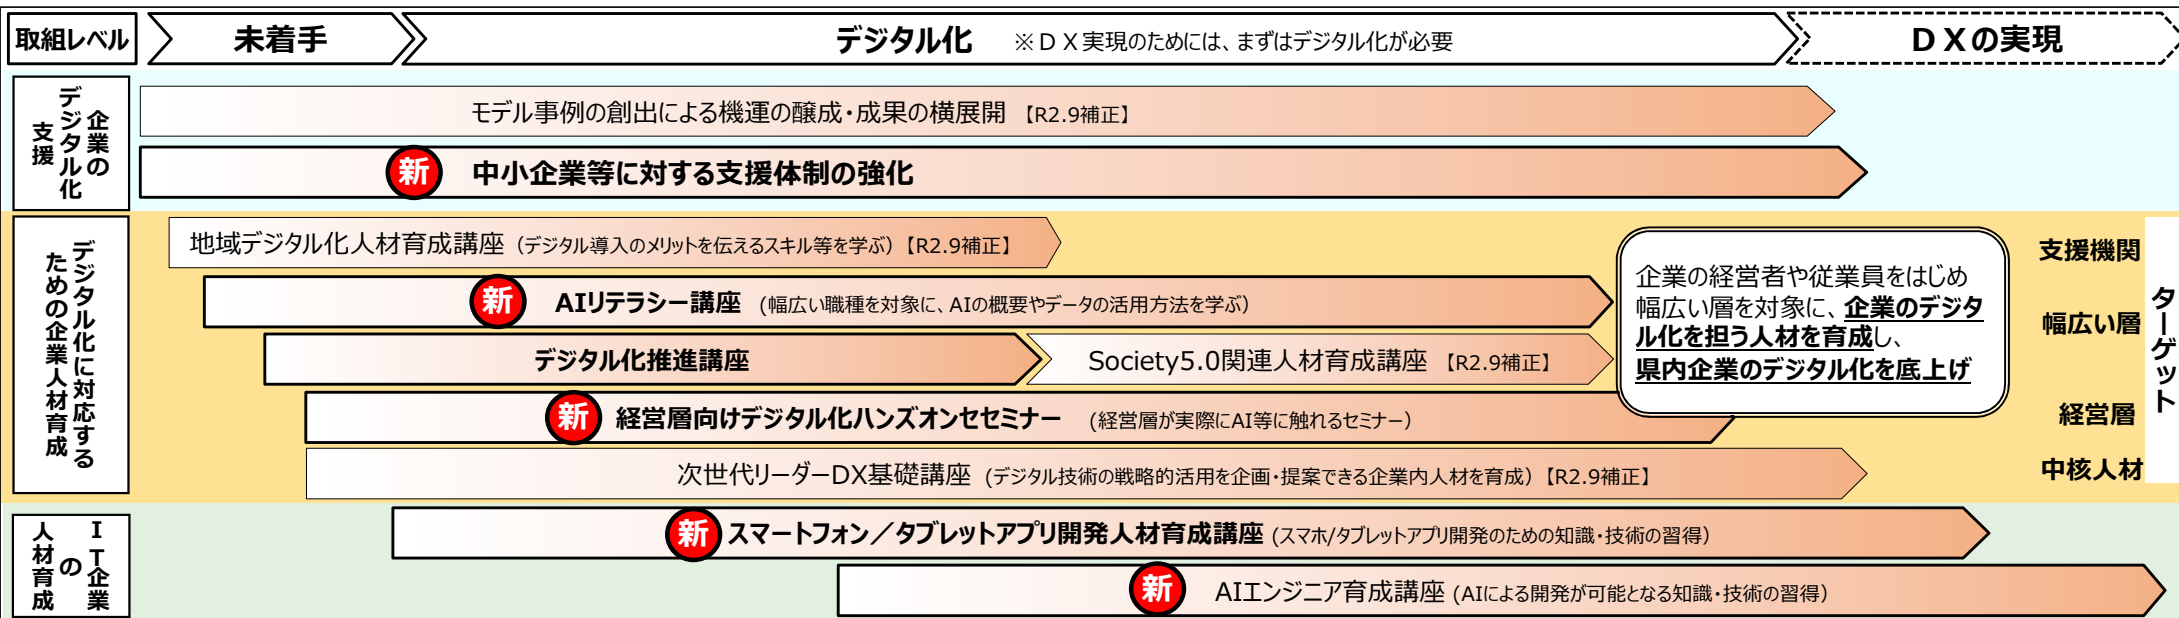 取組レベル
未着手
デジタル化 ※ＤＸ実現のためには、まずはデジタル化が必要
ＤＸの実現
企業の
デジタル化
支援
モデル事例の創出による機運の醸成・成果の横展開 【R2.9補正】
新 中小企業等に対する支援体制の強化
デジタル化に対応する
ための企業人材育成
地域デジタル化人材育成講座 (デジタル導入のメリットを伝えるスキル等を学ぶ) 【R2.9補正】
新 AIリテラシー講座 (幅広い職種を対象に、AIの概要やデータの活用方法を学ぶ)
デジタル化推進講座
Society5.0関連人材育成講座 【R2.9補正】
新 経営層向けデジタル化ハンズオンセセミナー (経営層が実際にAI等に触れるセミナー)
次世代リーダーDX基礎講座 (デジタル技術の戦略的活用を企画・提案できる企業内人材を育成) 【R2.9補正】
企業の経営者や従業員をはじめ
幅広い層を対象に、企業のデジタ
ル化を担う人材を育成し、
県内企業のデジタル化を底上げ
支援機関
幅広い層
経営層
中核人材
ターゲット
ＩＴ企業
の
人材育成
新 スマートフォン／タブレットアプリ開発人材育成講座 (スマホ/タブレットアプリ開発のための知識・技術の習得)
新 AIエンジニア育成講座 (AIによる開発が可能となる知識・技術の習得)